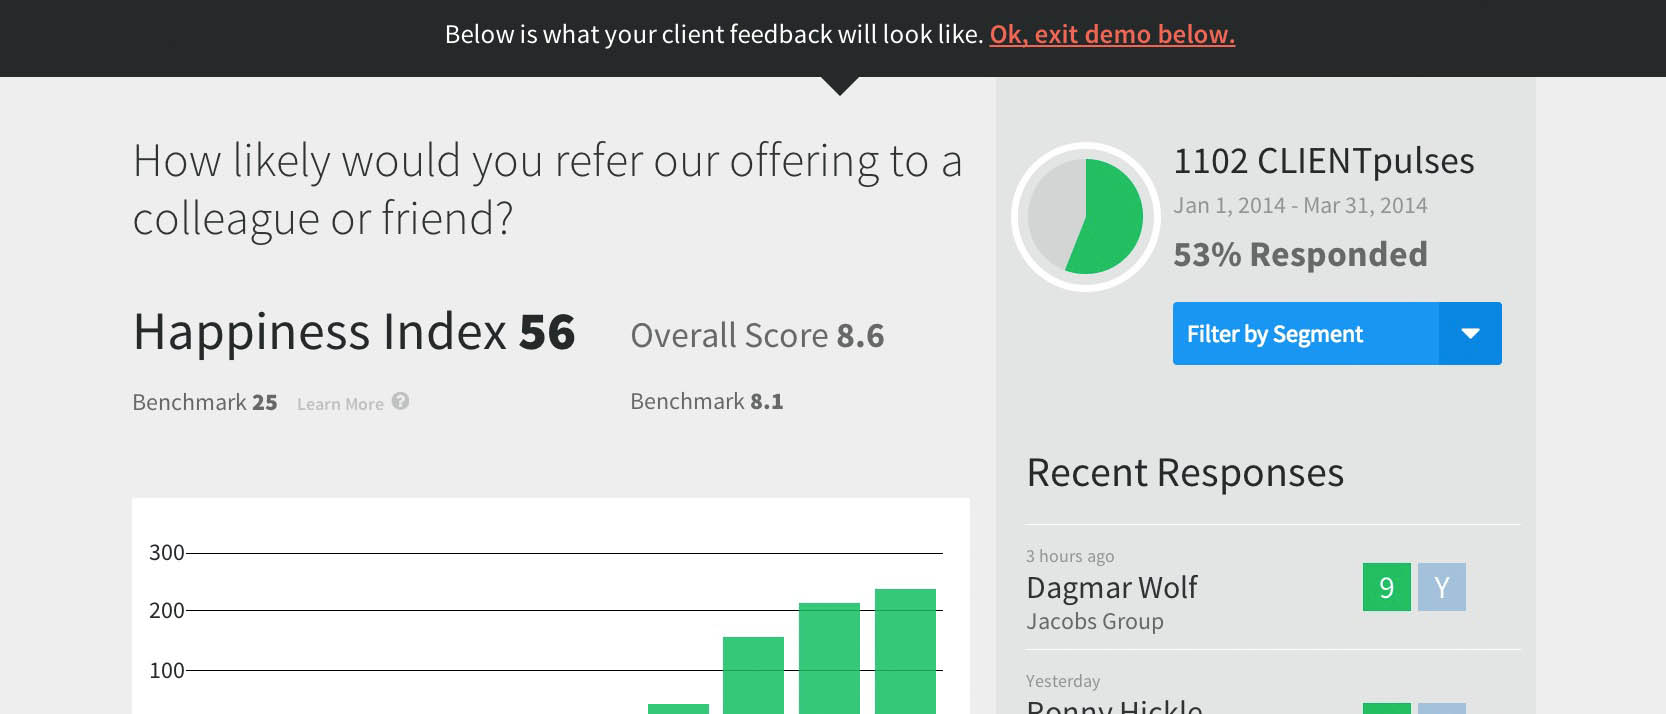 Below is what your client feedback will look like. Ok, exit demo below.
How likely would you refer our offering to a
colleague or friend?
Happiness Index 56
Overall Score 8.6
Benchmark 25 Learn More ?
Benchmark 8.1
300
200
100
1102 CLIENTpulses
Jan 1, 2014 - Mar 31, 2014
53% Responded
Filter by Segment
Recent Responses
3 hours ago
Dagmar Wolf
9 Y
Jacobs Group
Yesterday
Ronny Hickle